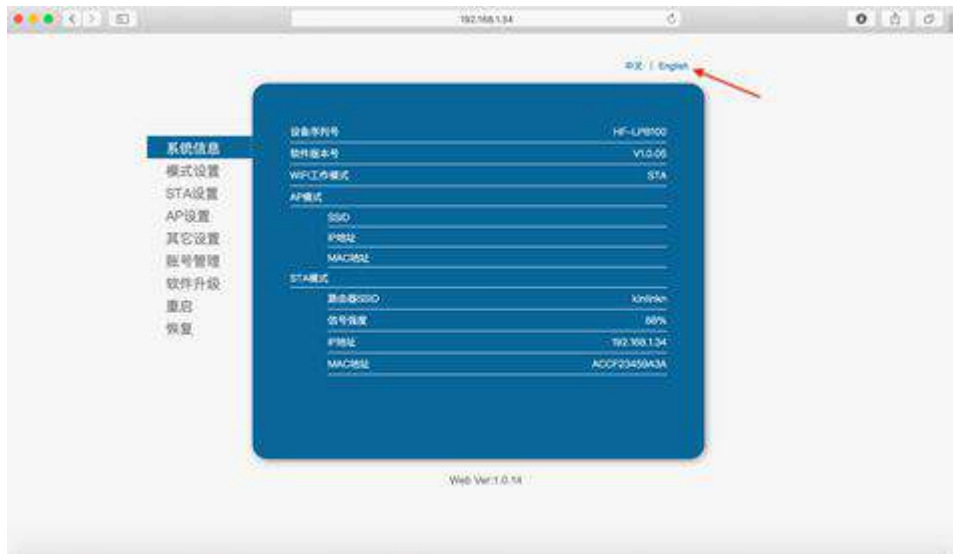 192.168.1.34
中文 | English
系统信息
模式设置
STA设置
AP设置
其它设置
账号管理
软件升级
重启
恢复
设备序列号 HF-LPB100
软件版本号 V1.0.05
WIFI工作模式 STA
AP模式
SSID
IP地址
MAC地址
STA模式
路由器SSID
信号强度 88%
IP地址 192.168.1.34
MAC地址 ACCF23459A3A
Web Ver:1.0.14